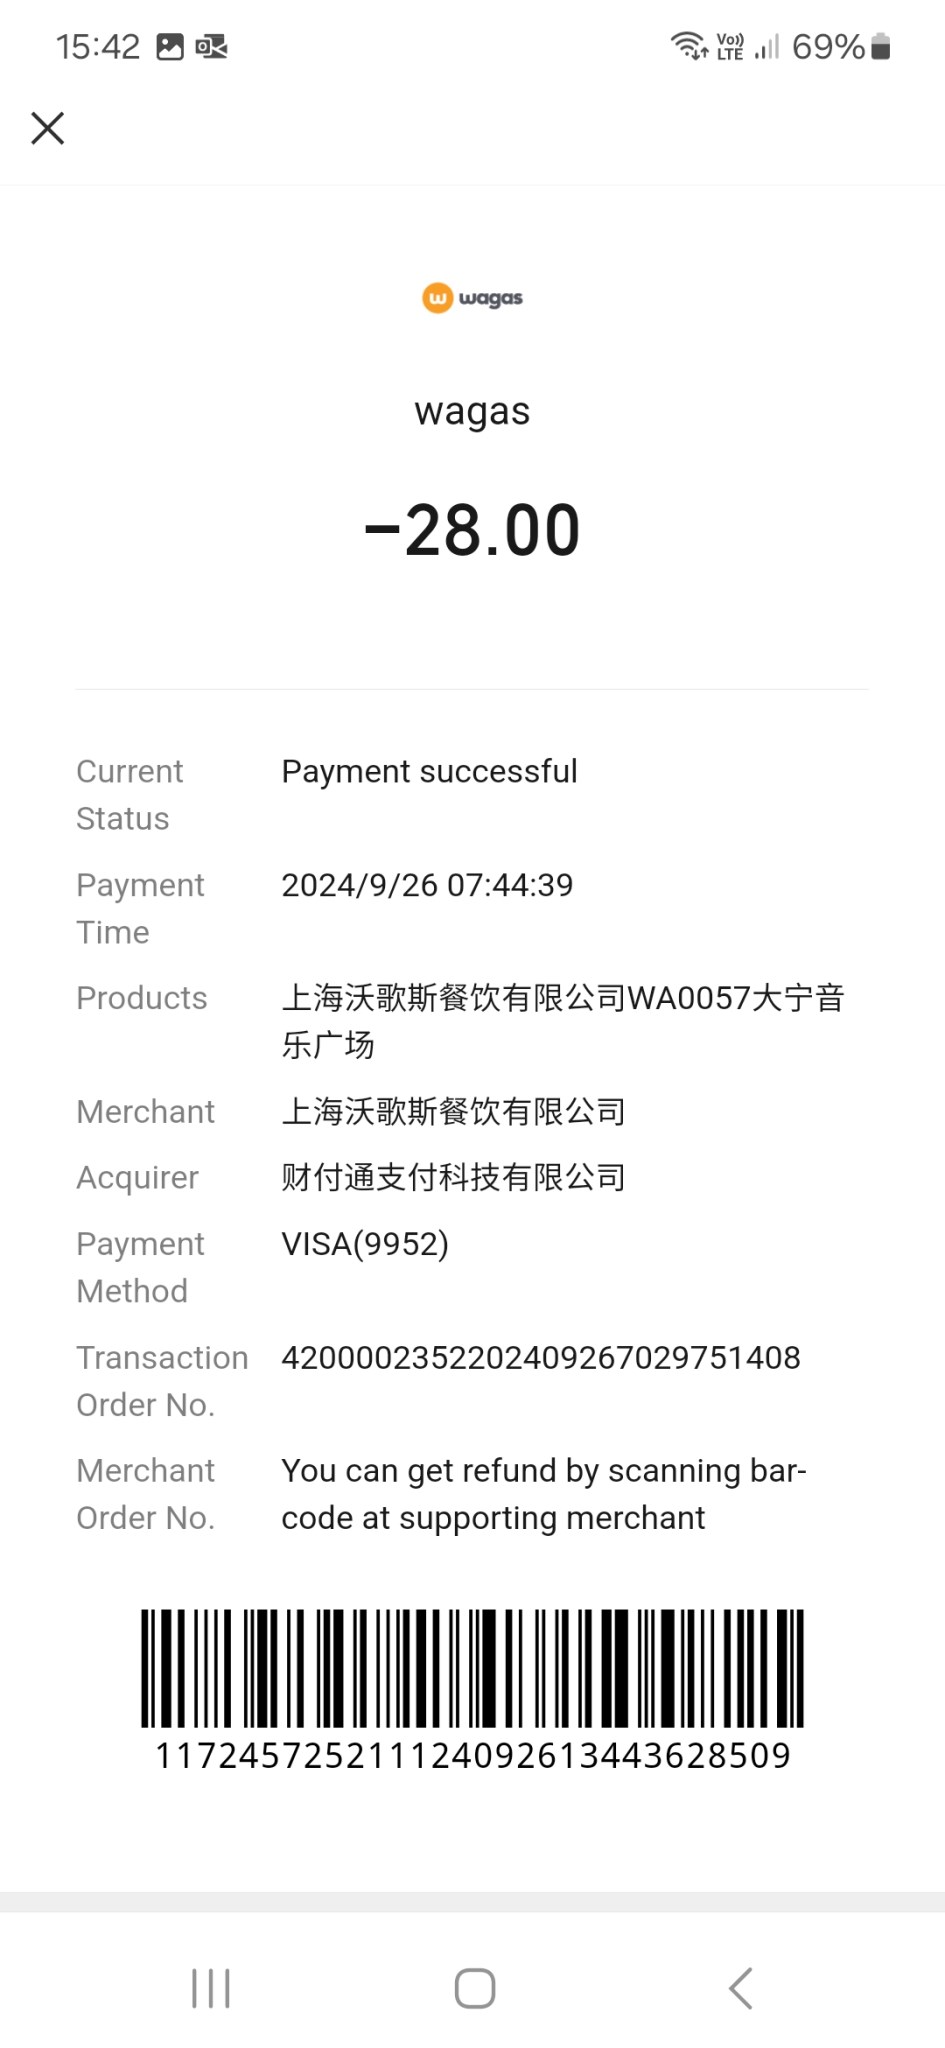 15:42
Vo)) LTE 69%
wagas
wagas
–28.00
Current Status
Payment successful
Payment Time
2024/9/26 07:44:39
Products
上海沃歌斯餐饮有限公司WA0057大宁音
乐广场
Merchant
上海沃歌斯餐饮有限公司
Acquirer
财付通支付科技有限公司
Payment Method
VISA(9952)
Transaction Order No.
4200002352202409267029751408
Merchant Order No.
You can get refund by scanning bar-
code at supporting merchant
117245725211124092613443628509